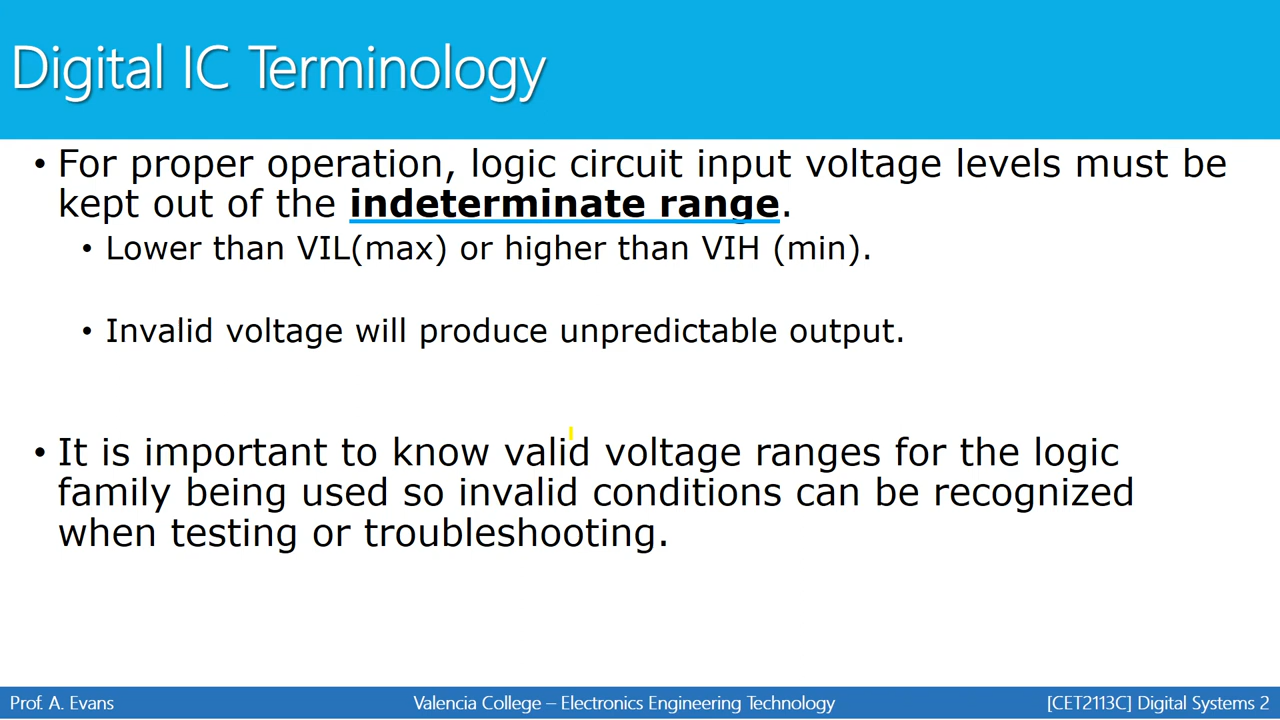 Digital IC Terminology
• For proper operation, logic circuit input voltage levels must be
kept out of the indeterminate range.
• Lower than VIL(max) or higher than VIH (min).
• Invalid voltage will produce unpredictable output.
• It is important to know valid voltage ranges for the logic
family being used so invalid conditions can be recognized
when testing or troubleshooting.
Prof. A. Evans
Valencia College – Electronics Engineering Technology
[CET2113C] Digital Systems 2